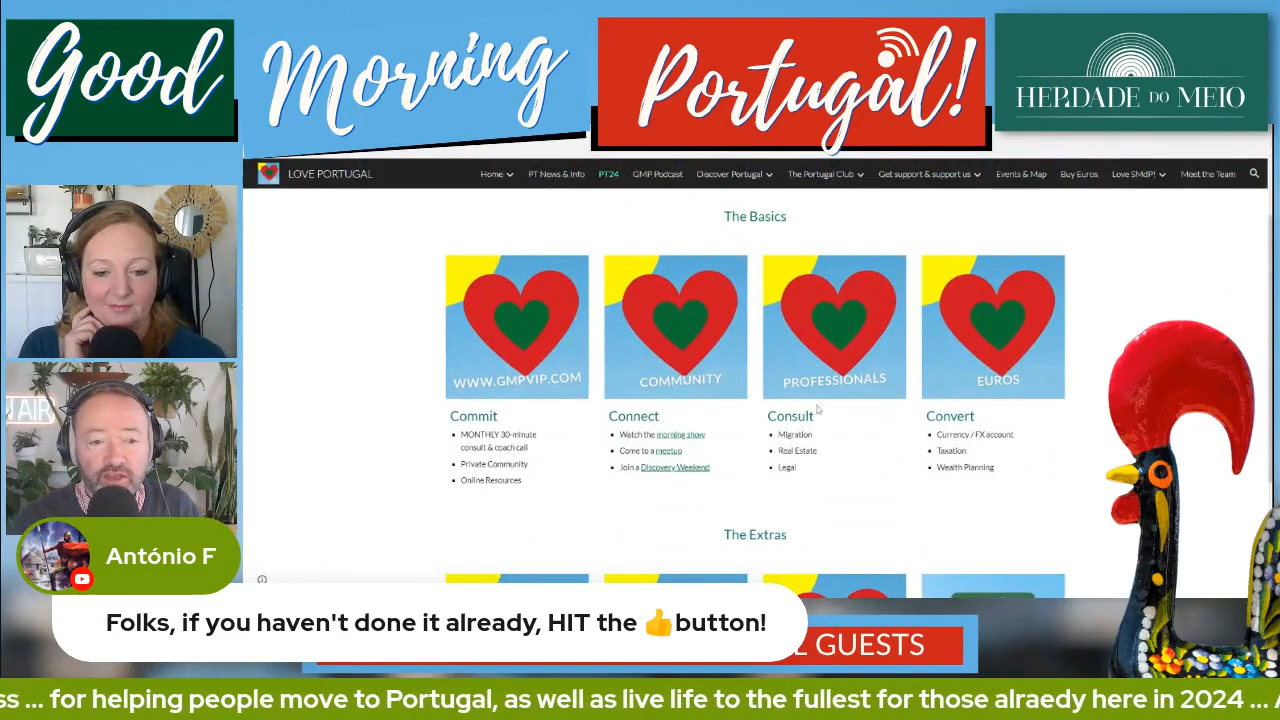 Good
Morning
Portugal!
HERDADE DO MEIO
LOVE PORTUGAL
Home
PT News & Info
PT24
GMP Podcast
Discover Portugal
The Portugal Club
Get support & support us
Events & Map
Buy Euros
Love SMdP!
Meet the Team
The Basics
WWW.GMPVIP.COM
COMMUNITY
PROFESSIONALS
EUROS
Commit
MONTHLY 30-minute
consult & coach call
Private Community
Online Resources
Connect
Watch the morning show
Come to a meetup
Join a Discovery Weekend
Consult
Migration
Real Estate
Legal
Convert
Currency / FX account
Taxation
Wealth Planning
The Extras
AIR
António F
Folks, if you haven't done it already, HIT the 👍button!
GUESTS
ss ... for helping people move to Portugal, as well as live life to the fullest for those alraedy here in 2024 ... A